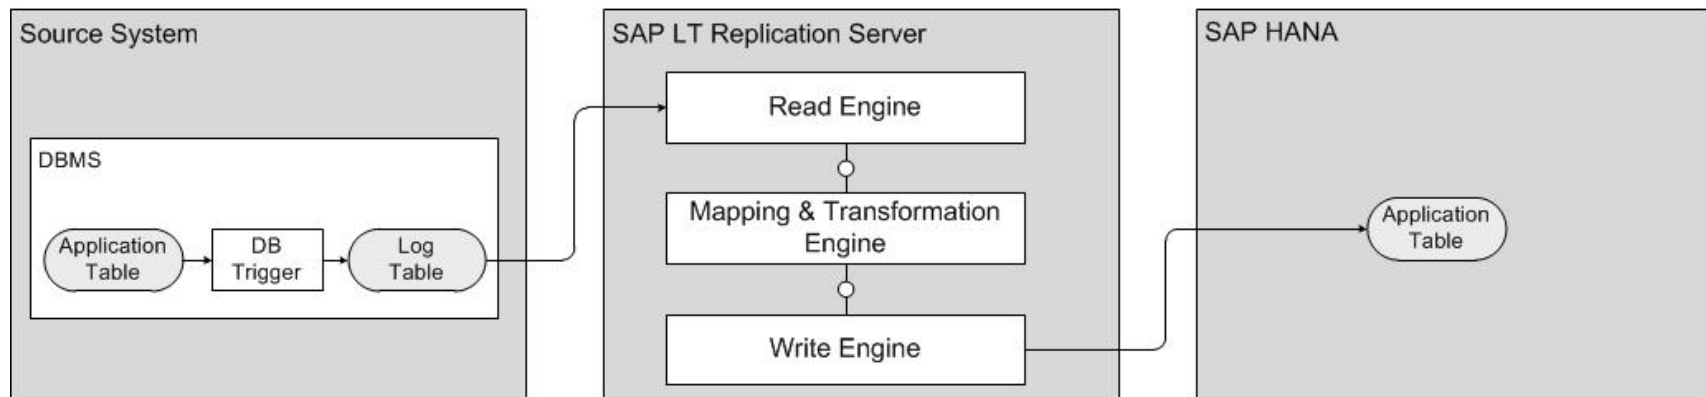 Source System
DBMS
Application
Table
DB
Trigger
Log
Table
SAP LT Replication Server
Read Engine
Mapping & Transformation
Engine
Write Engine
SAP HANA
Application
Table